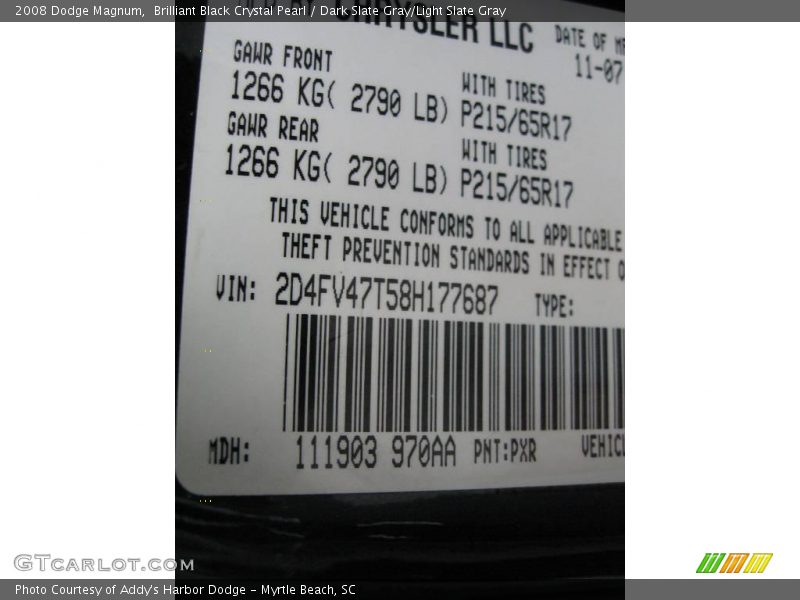 2008 Dodge Magnum, Brilliant Black Crystal Pearl / Dark Slate Gray/Light Slate Gray
BY CHRYSLER LLC
DATE OF
11-07
GAWR FRONT
WITH TIRES
1266 KG( 2790 LB) P215/65R17
GAWR REAR
WITH TIRES
1266 KG( 2790 LB) P215/65R17
THIS VEHICLE CONFORMS TO ALL APPLICABLE
THEFT PREVENTION STANDARDS IN EFFECT
VIN: 2D4FV47T58H177687 TYPE:
MDH: 111903 970AA PNT:PXR VEHICL
GTCARLOT.COM™
Photo Courtesy of Addy's Harbor Dodge - Myrtle Beach, SC